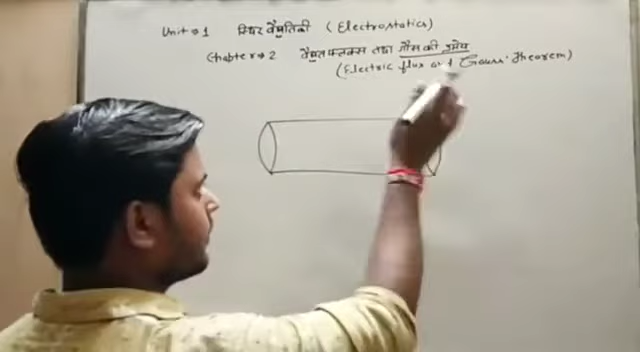 Unit→1 स्थिर वैद्युतिकी (Electrostatics)
Chapter→2 वैद्युत फ्लक्स तथा गौस की प्रमेय
(Electric flux and Gauss' Theorem)